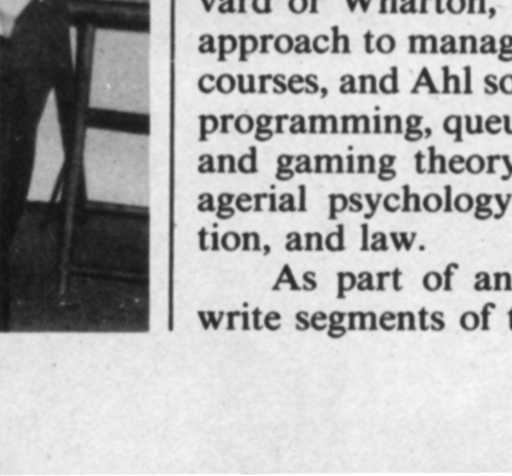 vard or Wharton,
approach to manag
courses, and Ahl so
programming, queu
and gaming theory
agerial psychology
tion, and law.
As part of an
write segments of t